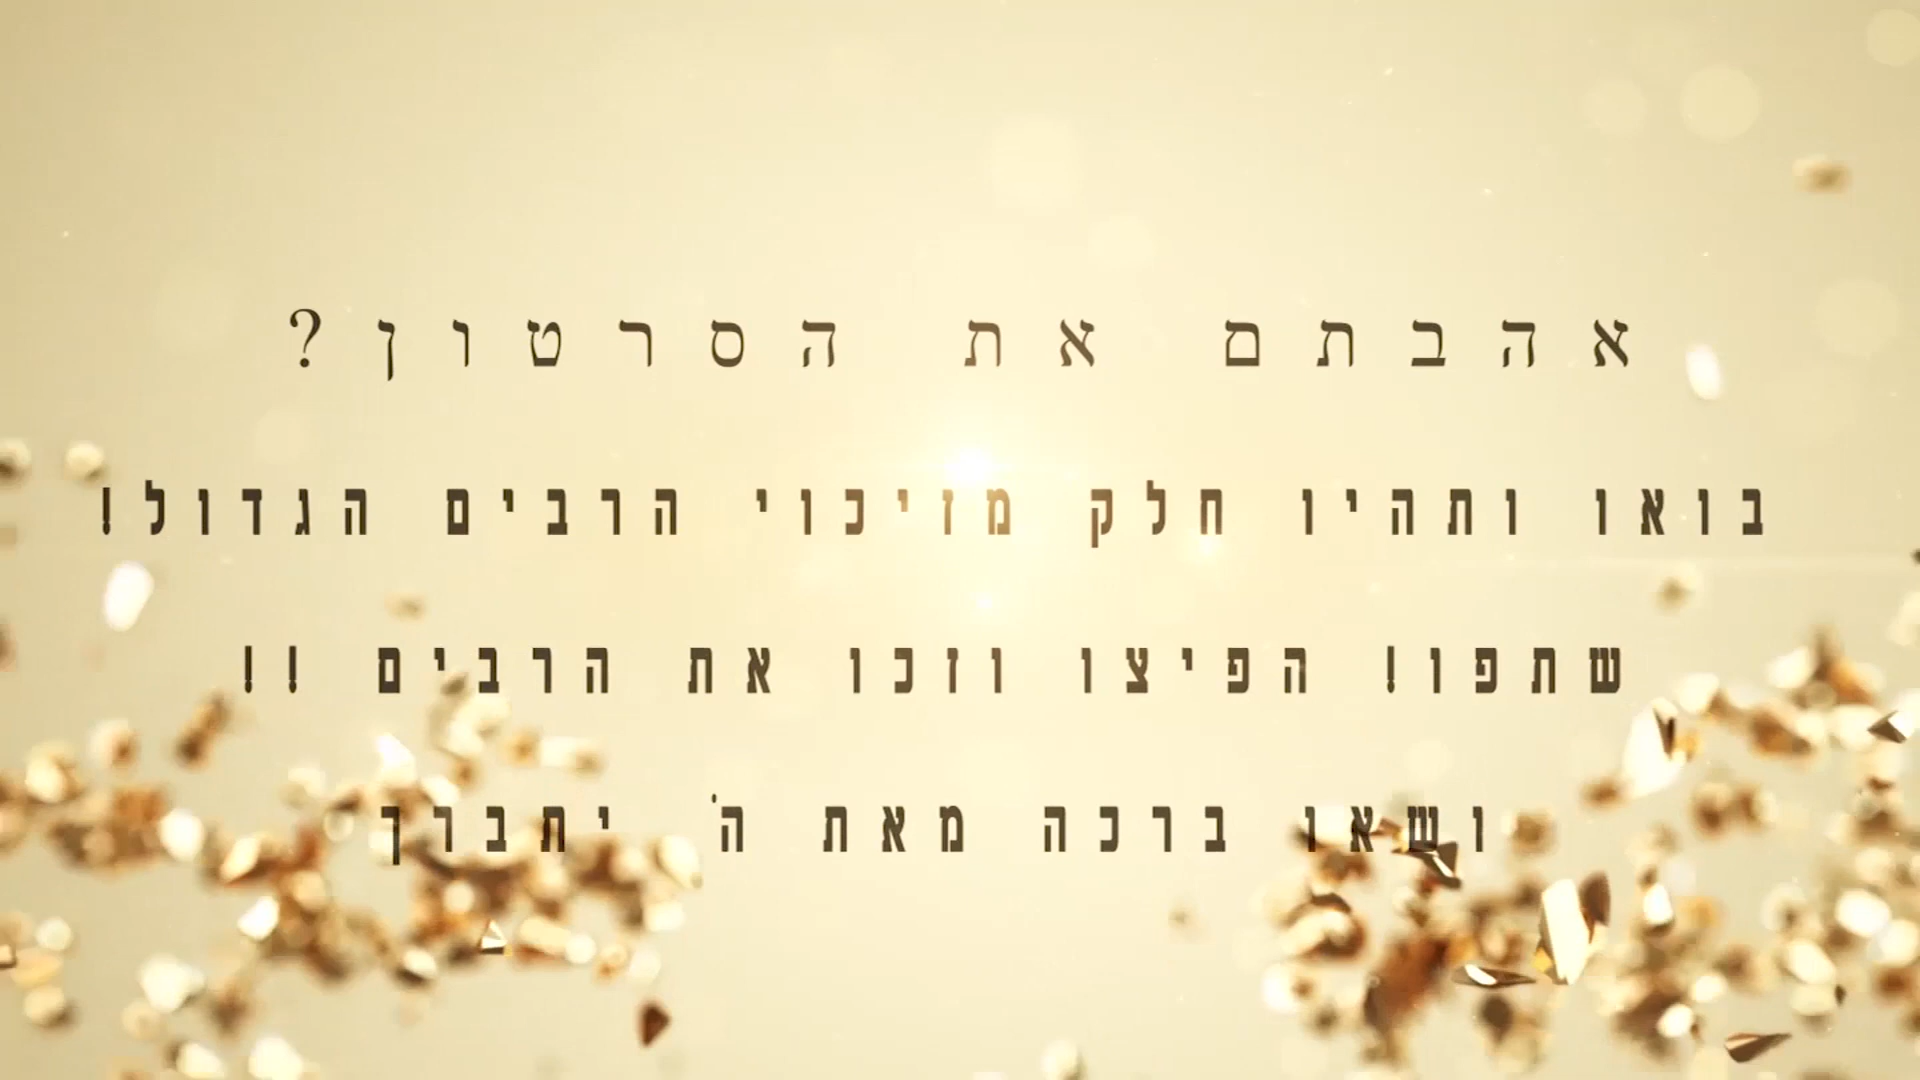 אהבתם את הסרטון?
בואו ותהיו חלק מזיכוי הרבים הגדול!
שתפו! הפיצו וזכו את הרבים !!
ושאו ברכה מאת ה' יתברך